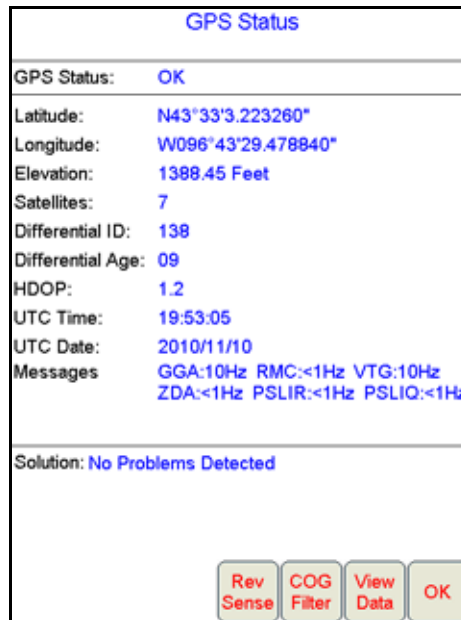 GPS Status
GPS Status: OK
Latitude: N43°33'3.223260"
Longitude: W096°43'29.478840"
Elevation: 1388.45 Feet
Satellites: 7
Differential ID: 138
Differential Age: 09
HDOP: 1.2
UTC Time: 19:53:05
UTC Date: 2010/11/10
Messages GGA:10Hz RMC:<1Hz VTG:10Hz
ZDA:<1Hz PSLIR:<1Hz PSLIQ:<1Hz
Solution: No Problems Detected
Rev Sense
COG Filter
View Data
OK